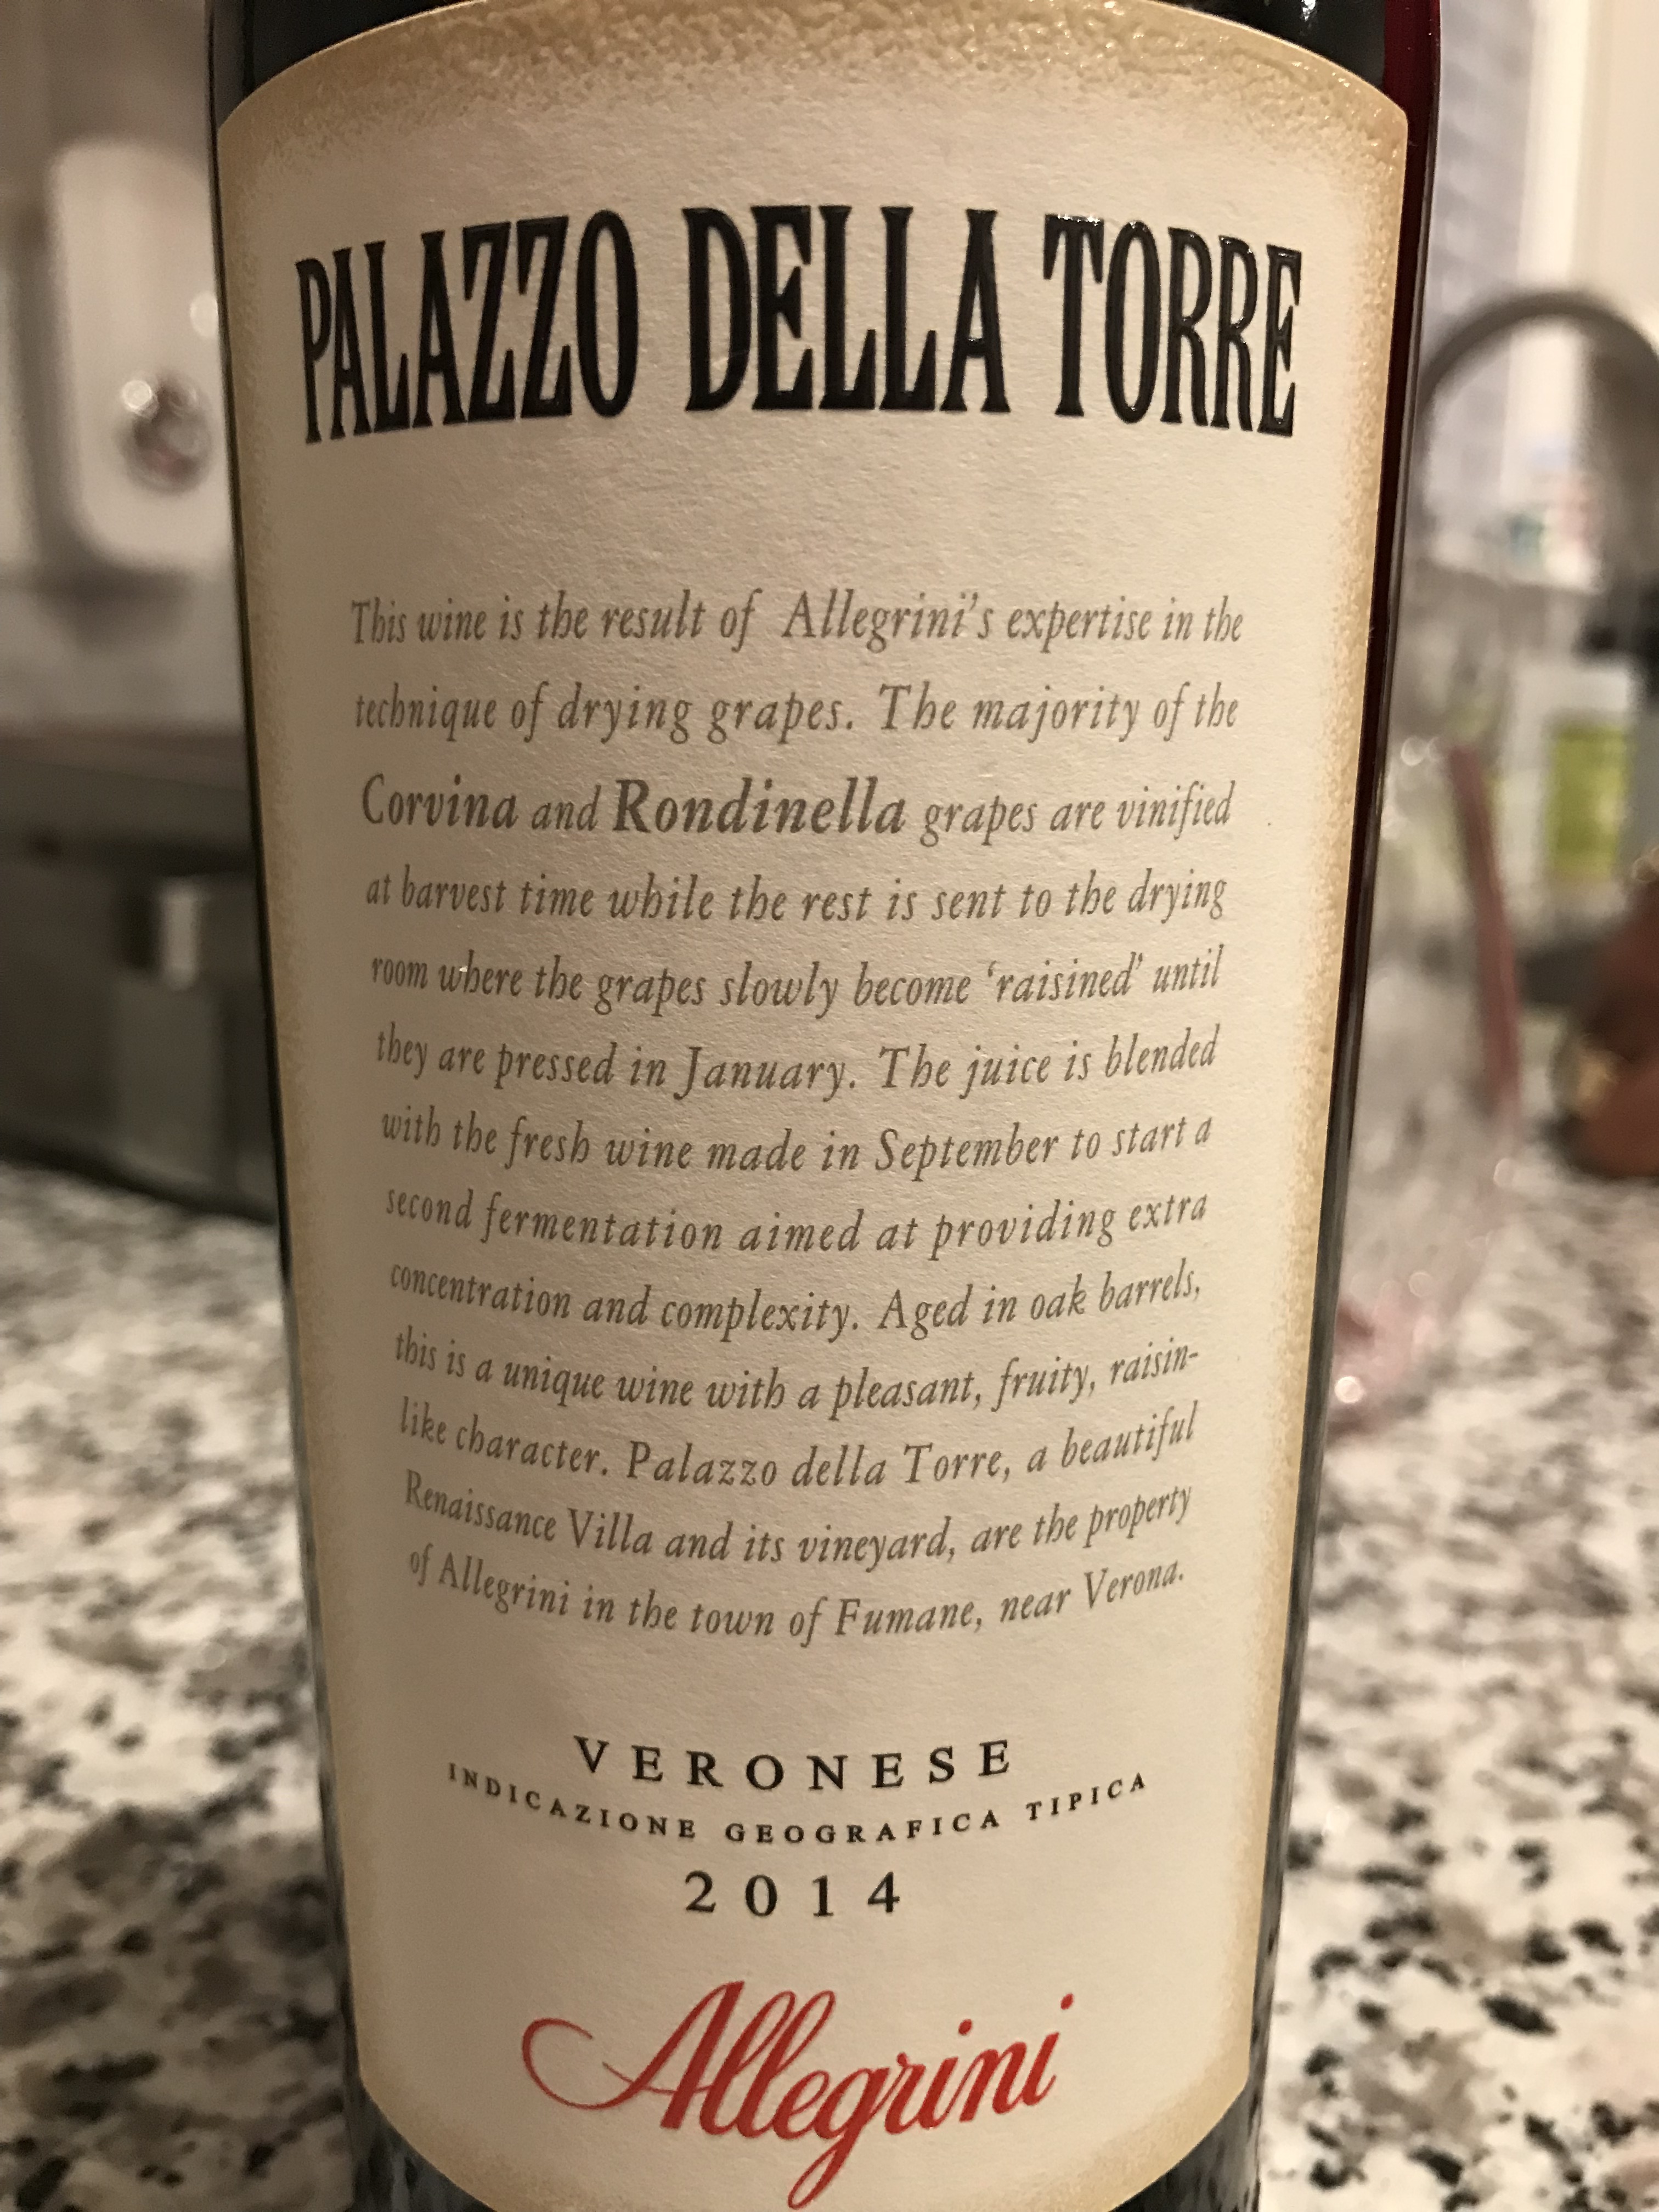 PALAZZO DELLA TORRE
This wine is the result of Allegrini's expertise in the
technique of drying grapes. The majority of the
Corvina and Rondinella grapes are vinified
at harvest time while the rest is sent to the drying
room where the grapes slowly become ‘raisined’ until
they are pressed in January. The juice is blended
with the fresh wine made in September to start a
second fermentation aimed at providing extra
concentration and complexity. Aged in oak barrels,
this is a unique wine with a pleasant, fruity, raisin-
like character. Palazzo della Torre, a beautiful
Renaissance Villa and its vineyard, are the property
of Allegrini in the town of Fumane, near Verona.
VERONESE
INDICAZIONE GEOGRAFICA TIPICA
2014
Allegrini